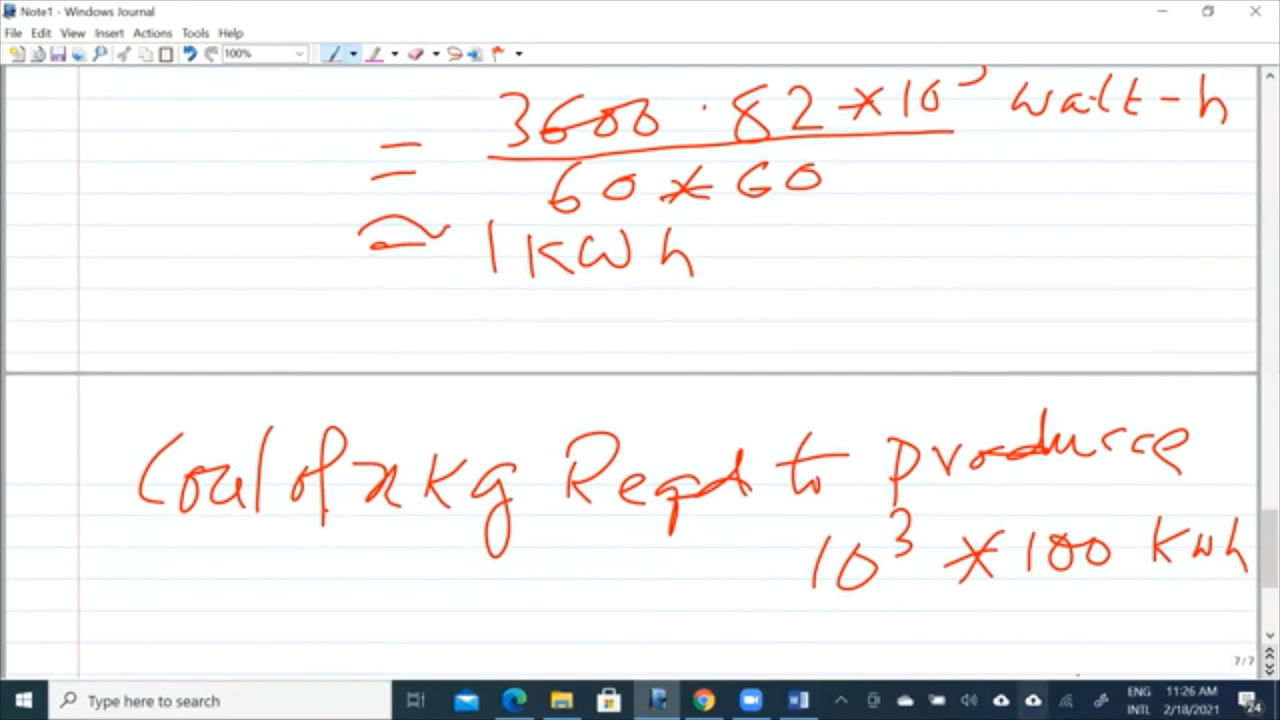 Note1 - Windows Journal
File Edit View Insert Actions Tools Help
100%
3600 . 82 * 10³ watt-h
=
60 * 60
≅ 1 KW h
Coal of x KG Reqd to producce
10³ * 100 Kwh
7/7
Type here to search
ENG 11:26 AM
INTL 2/18/2021
24